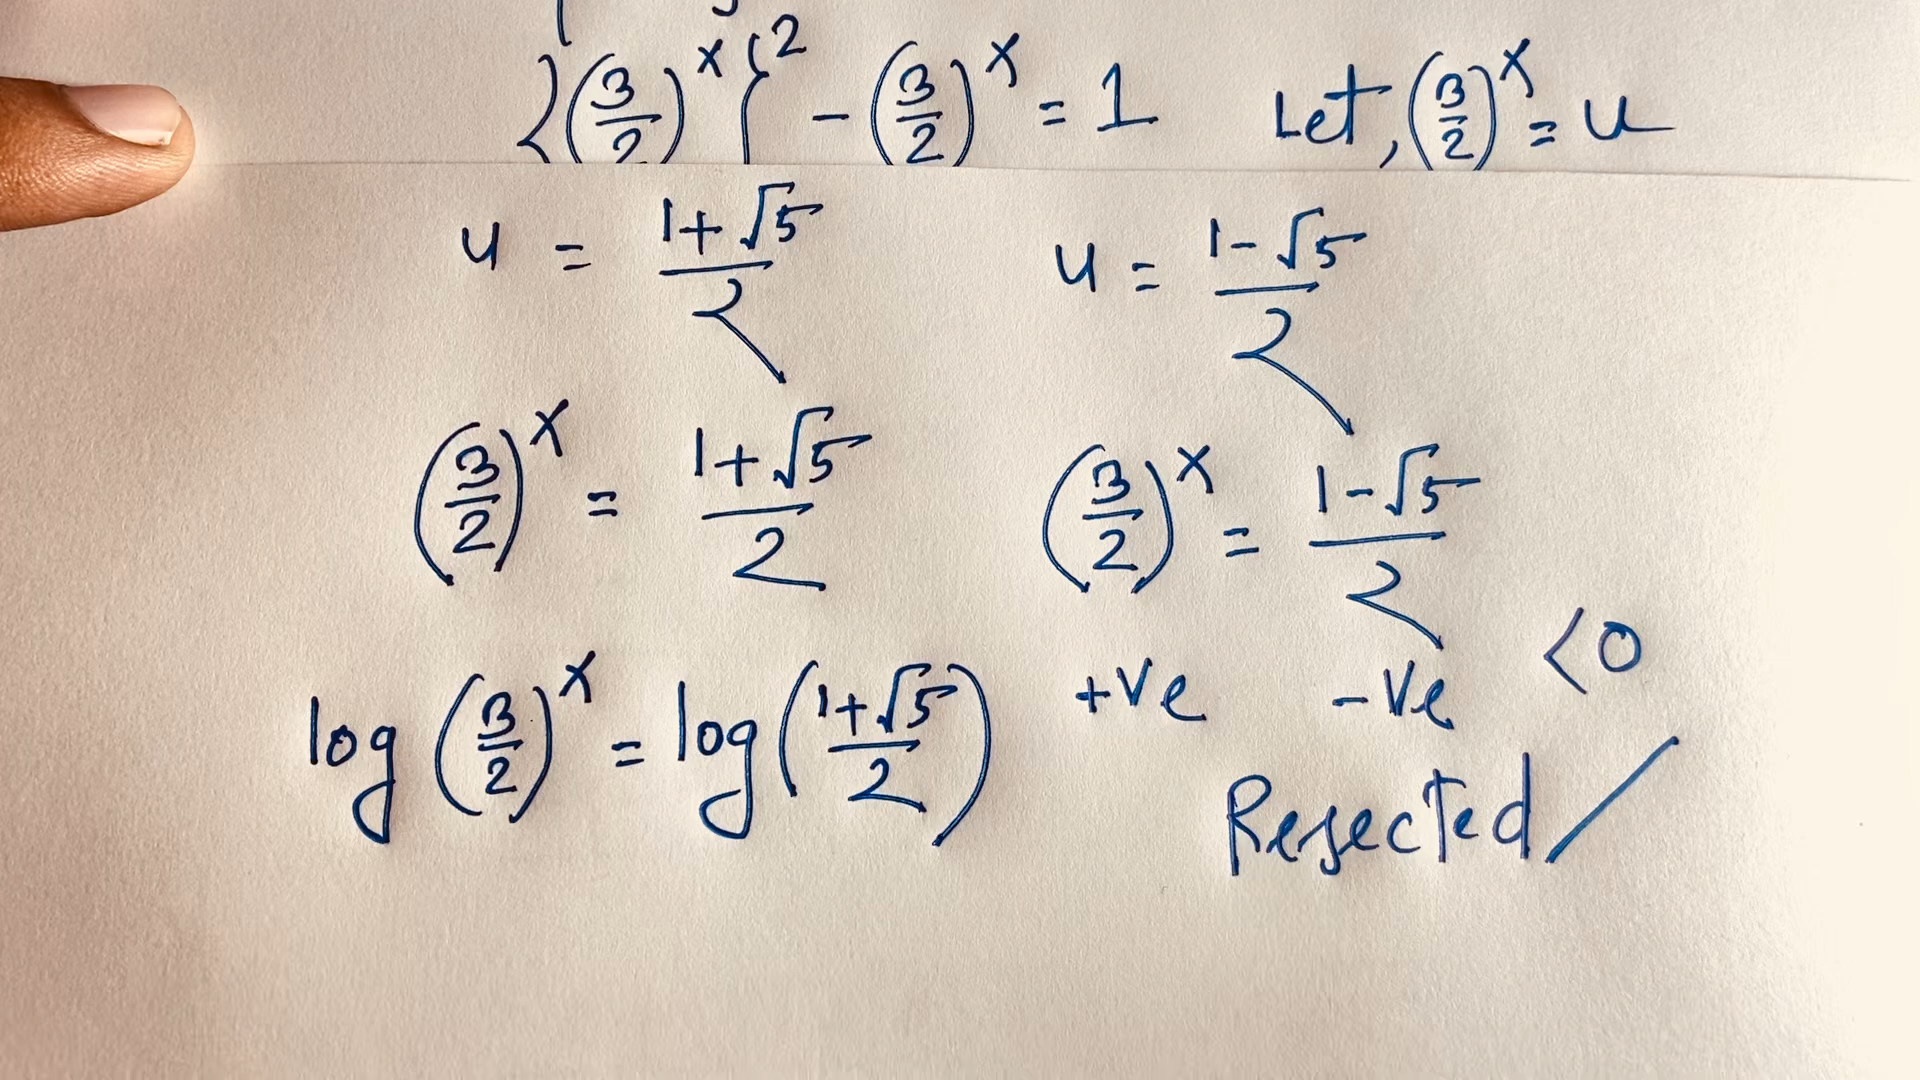 {(3/2)^x}^2 - (3/2)^x = 1 Let, (3/2)^x = u
u = (1+√5)/2 u = (1-√5)/2
(3/2)^x = (1+√5)/2 (3/2)^x = (1-√5)/2 <0
+ve -ve
log(3/2)^x = log((1+√5)/2)
Rejected/